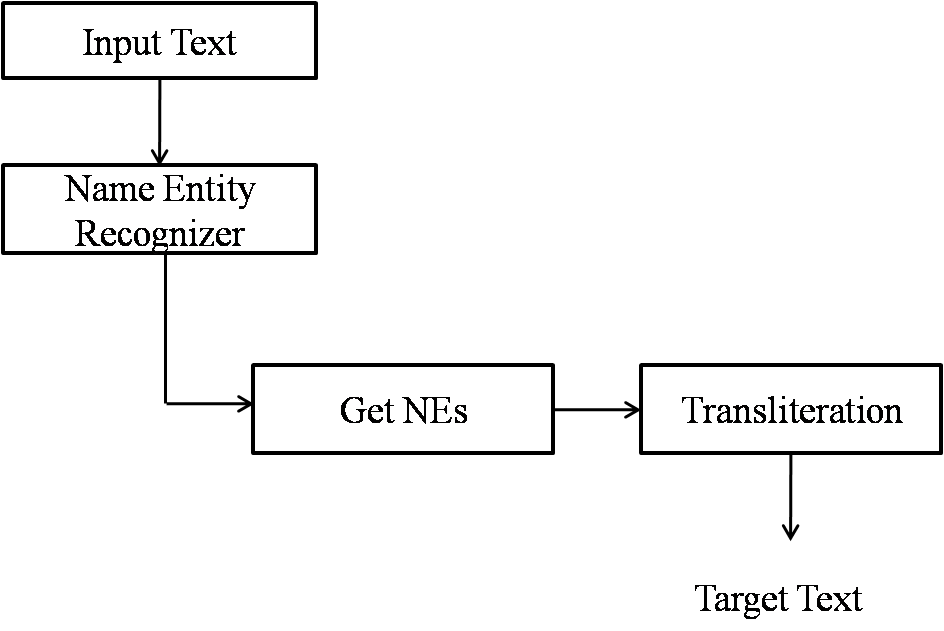 Input Text
Name Entity
Recognizer
Get NEs
Transliteration
Target Text